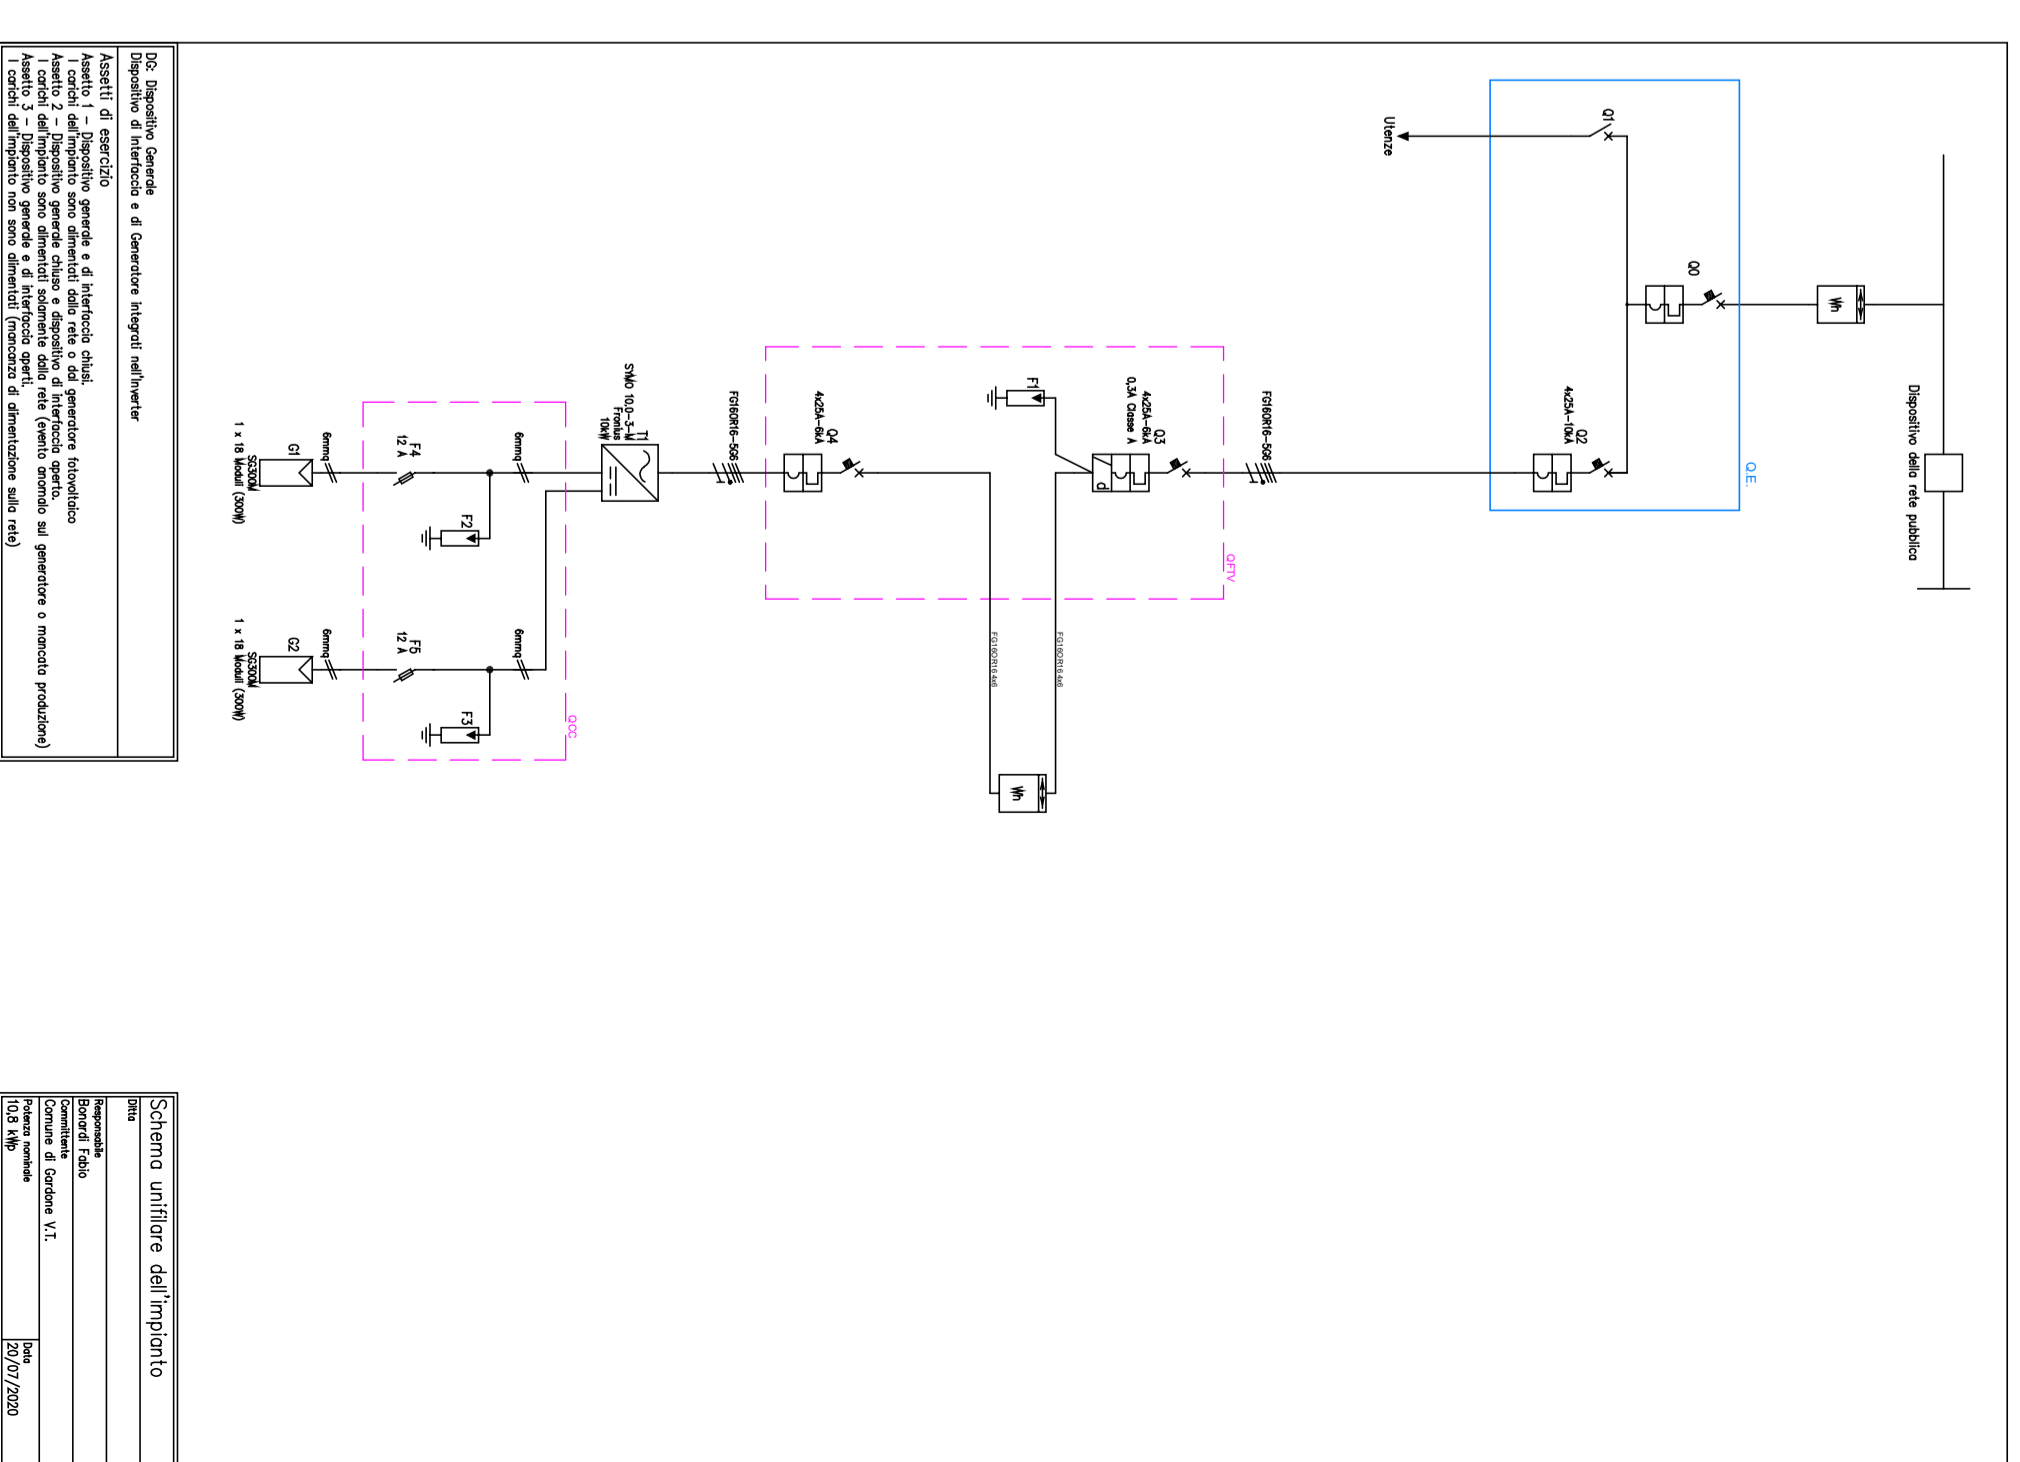 Dispositivo della rete pubblica
Wh
Q.E.
Q0
Q1
Utenze
Q2
4x25A-10kA
FG16OR16-5G6
QFTV
Q3
4x25A-6kA
0,3A Classe A
d
F1
FG16OR16 4x6
FG16OR16 4x6
Wh
Q4
4x25A-6kA
FG16OR16-5G6
T1
SYMO 10.0-3-M
Fronius
10kW
QCC
6mmq
6mmq
F2
F3
F4
12 A
F5
12 A
6mmq
6mmq
G1
SG300M
1 x 18 Moduli (300W)
G2
SG300M
1 x 18 Moduli (300W)
DG: Dispositivo Generale
Dispositivo di Interfaccia e di Generatore integrati nell'Inverter
Assetti di esercizio
Assetto 1 - Dispositivo generale e di interfaccia chiusi.
I carichi dell'impianto sono alimentati dalla rete o dal generatore fotovoltaico
Assetto 2 - Dispositivo generale chiuso e dispositivo di interfaccia aperto.
I carichi dell'impianto sono alimentati solamente dalla rete (evento anomalo sul generatore o mancata produzione)
Assetto 3 - Dispositivo generale e di interfaccia aperti.
I carichi dell'impianto non sono alimentati (mancanza di alimentazione sulla rete)
Schema unifilare dell'impianto
Ditta
Responsabile
Bonardi Fabio
Committente
Comune di Gardone V.T.
Potenza nominale
10,8 kWp
Data
20/07/2020